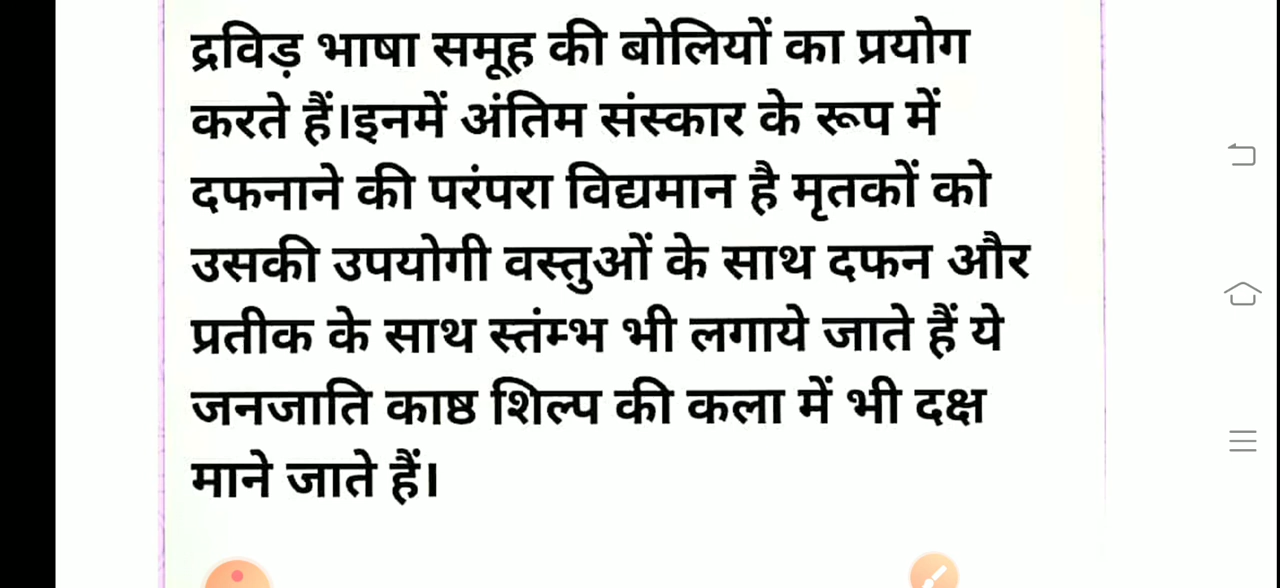 द्रविड़ भाषा समूह की बोलियों का प्रयोग
करते हैं।इनमें अंतिम संस्कार के रूप में
दफनाने की परंपरा विद्यमान है मृतकों को
उसकी उपयोगी वस्तुओं के साथ दफन और
प्रतीक के साथ स्तंम्भ भी लगाये जाते हैं ये
जनजाति काष्ठ शिल्प की कला में भी दक्ष
माने जाते हैं।